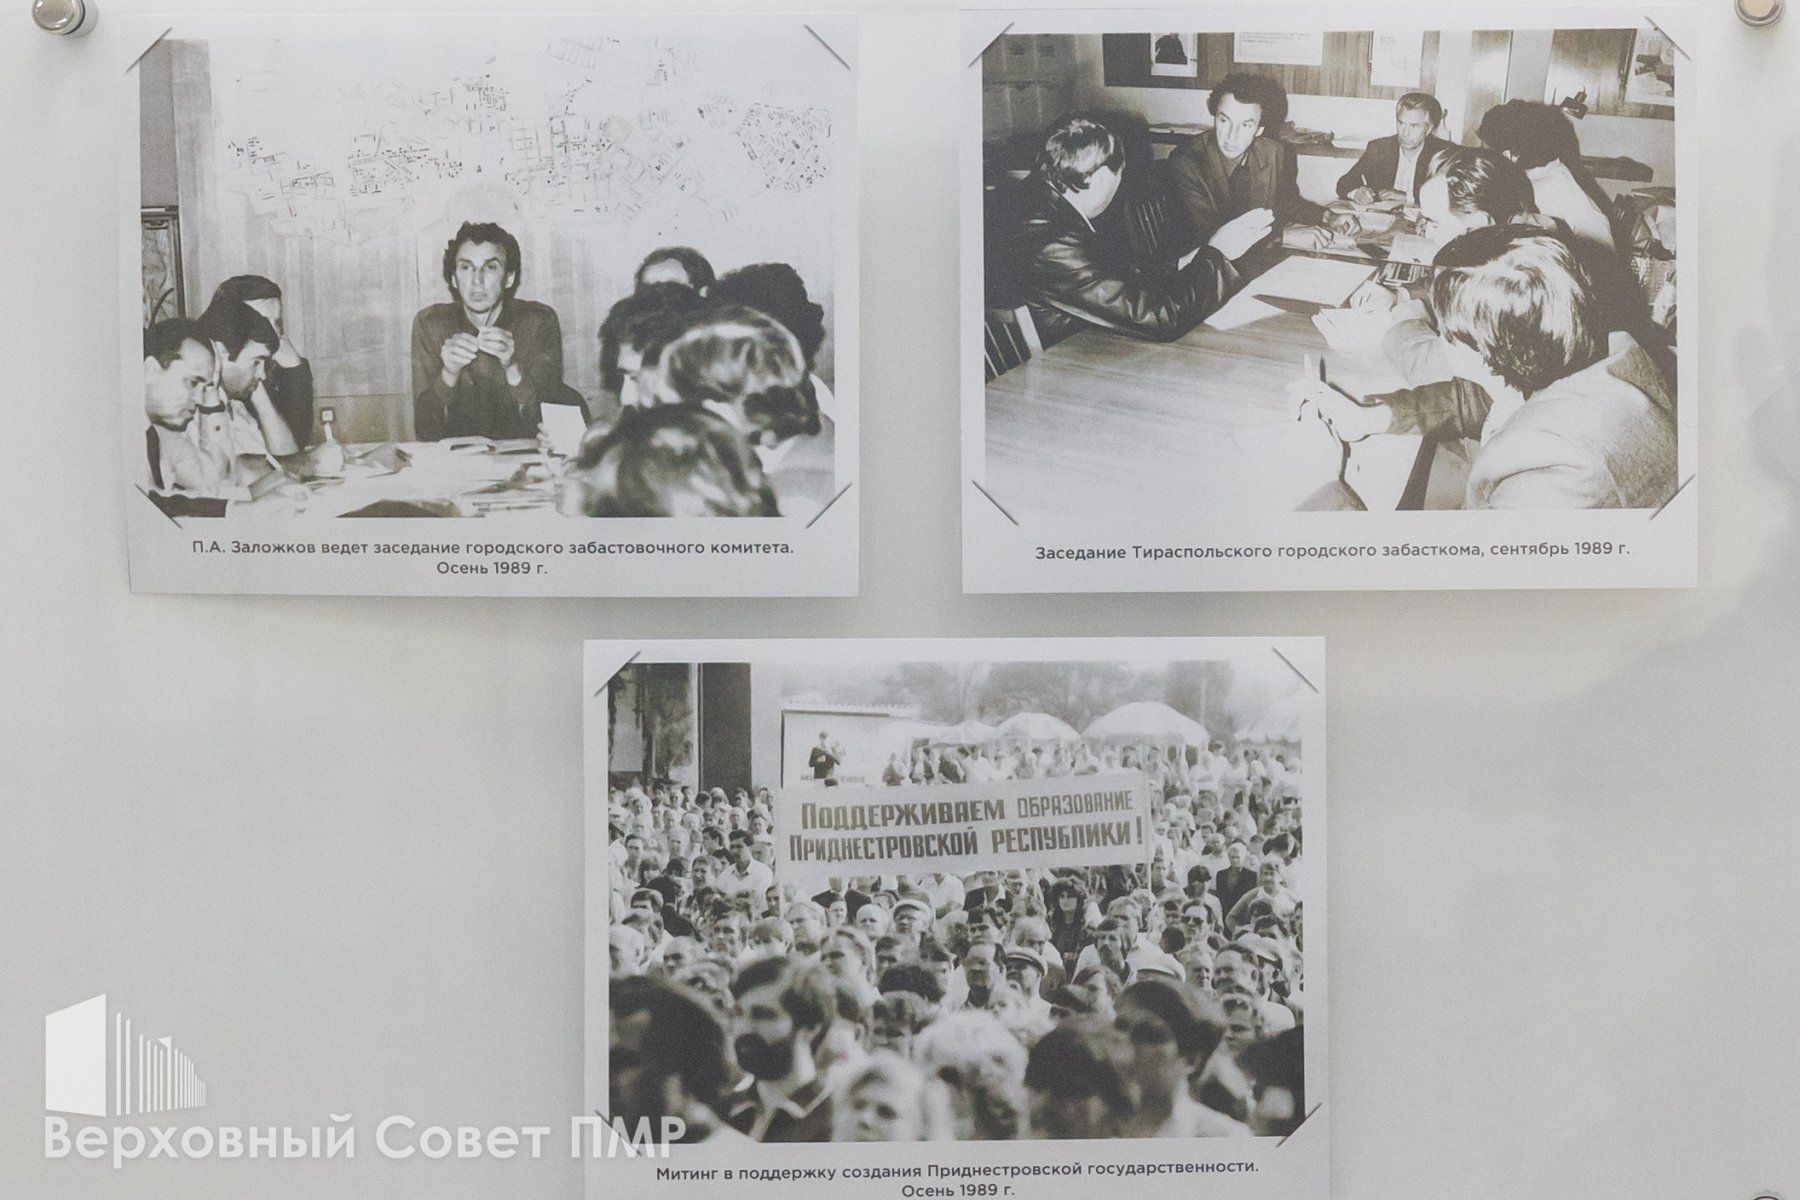 П.А. Заложков ведет заседание городского забастовочного комитета.
Осень 1989 г.
Заседание Тираспольского городского забасткома, сентябрь 1989 г.
Поддерживаем образование
Приднестровской республики!
Митинг в поддержку создания Приднестровской государственности.
Осень 1989 г.
Верховный Совет ПМР